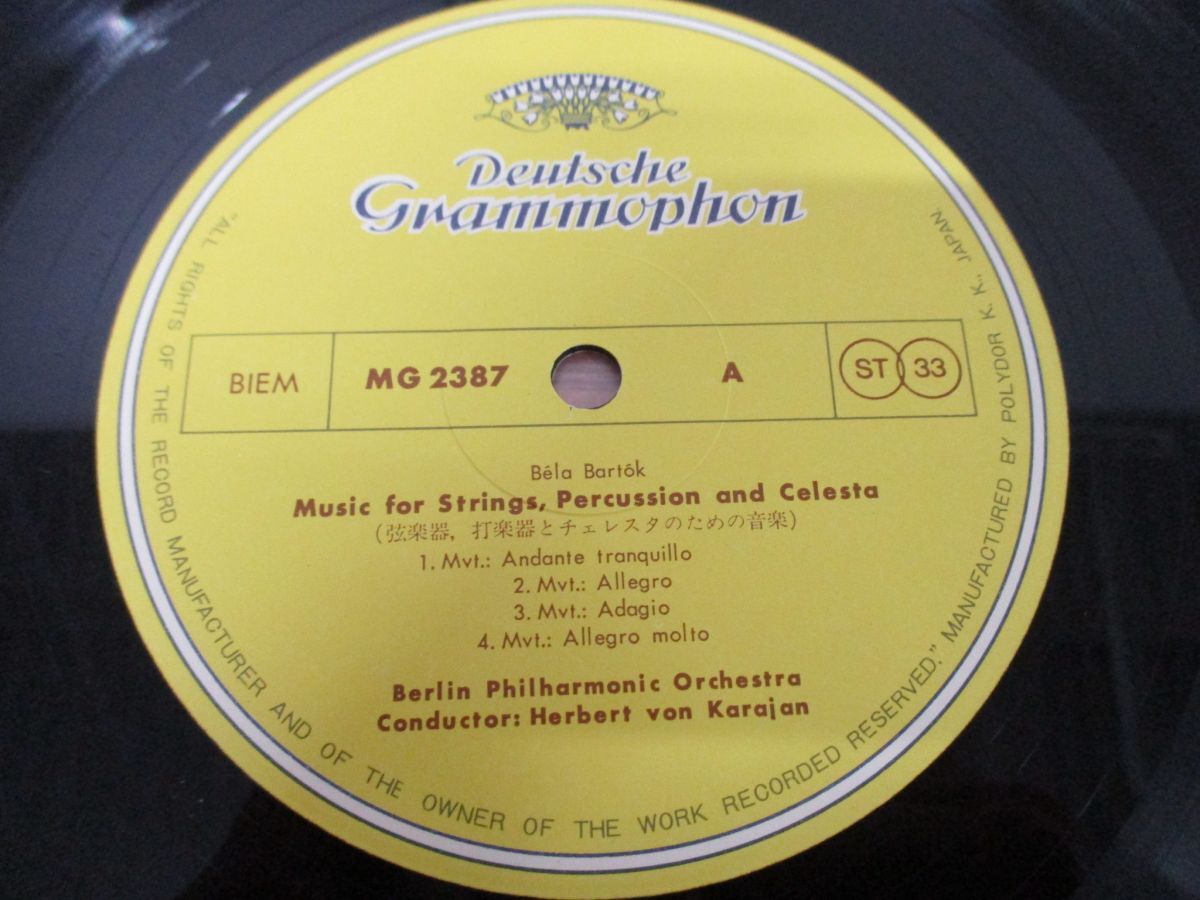 Deutsche
Grammophon
BIEM MG 2387 A ST 33
Béla Bartók
Music for Strings, Percussion and Celesta
(弦楽器, 打楽器とチェレスタのための音楽)
1. Mvt.: Andante tranquillo
2. Mvt.: Allegro
3. Mvt.: Adagio
4. Mvt.: Allegro molto
Berlin Philharmonic Orchestra
Conductor: Herbert von Karajan
"ALL RIGHTS OF THE RECORD MANUFACTURER AND OF THE OWNER OF THE WORK RECORDED RESERVED." MANUFACTURED BY POLYDOR K. K., JAPAN.